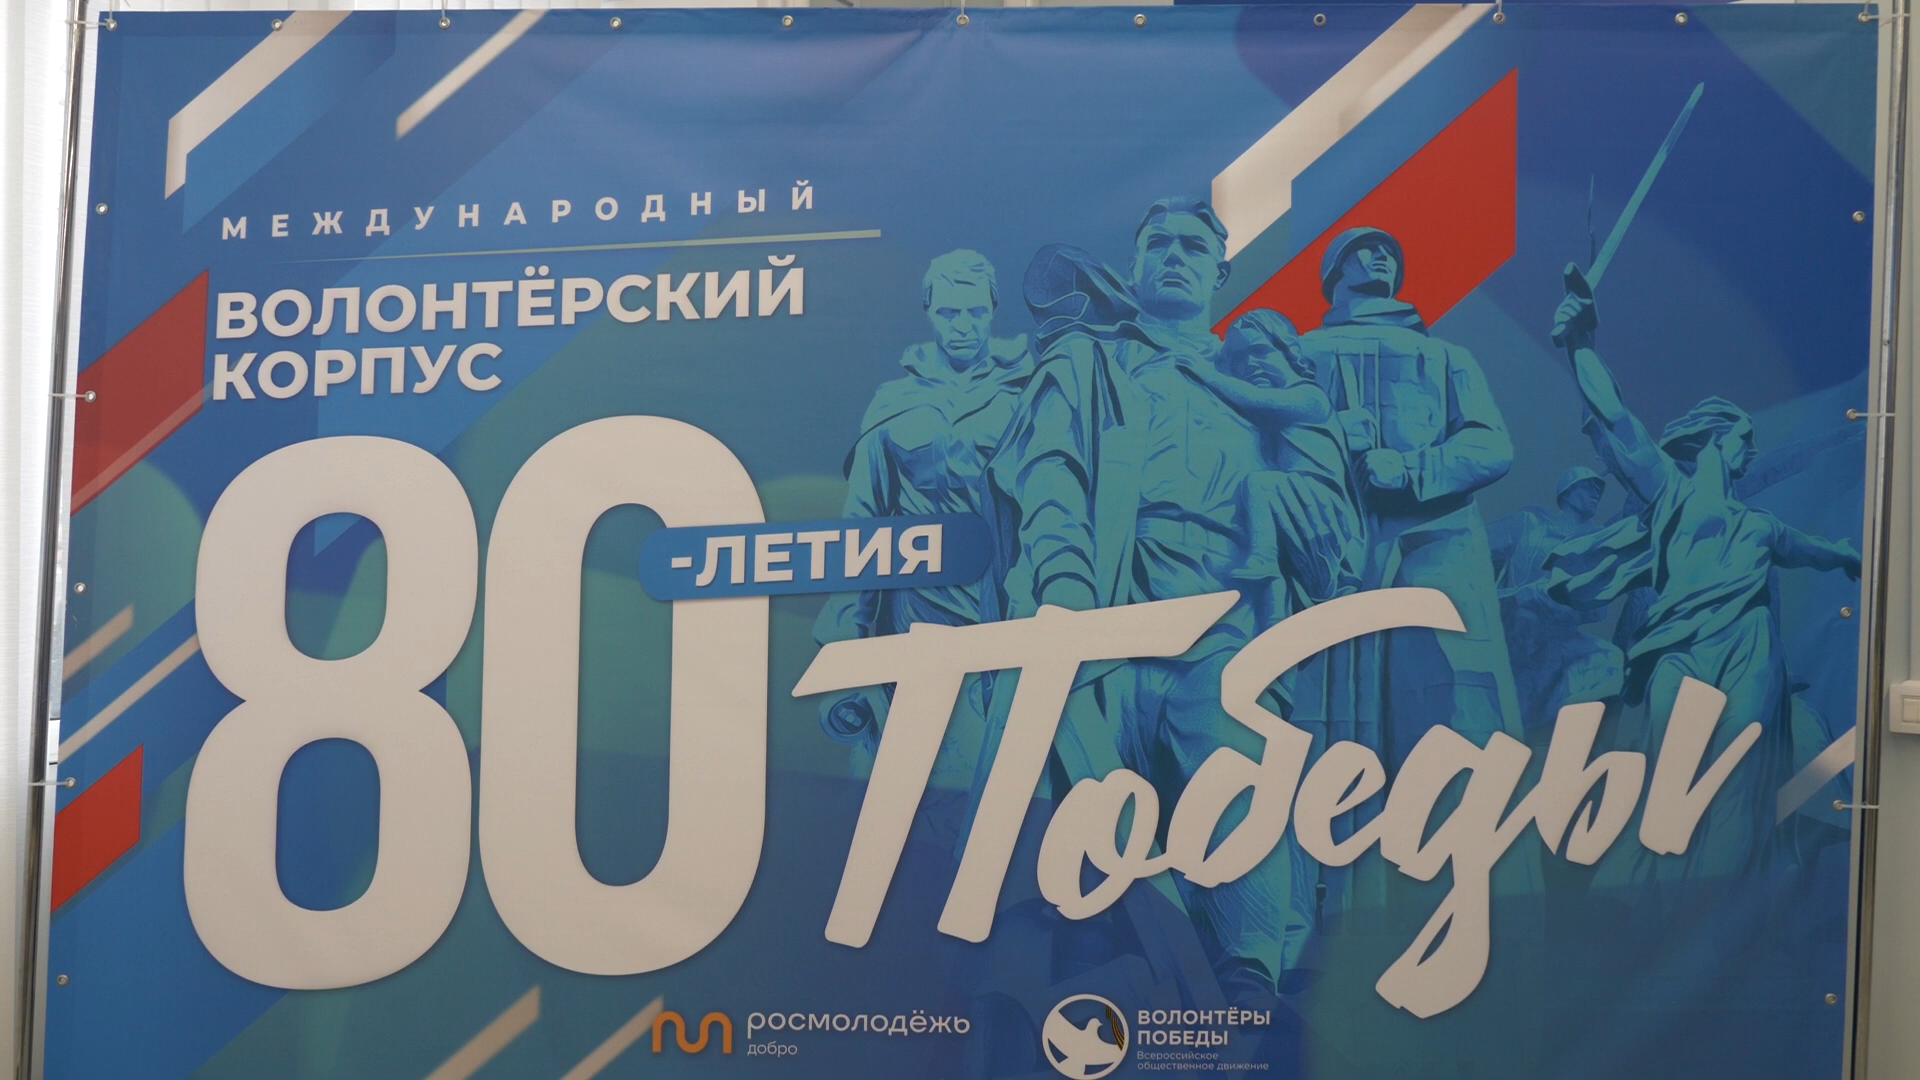 МЕЖДУНАРОДНЫЙ
ВОЛОНТЁРСКИЙ
КОРПУС
80
-ЛЕТИЯ
Победы
росмолодёжь
добро
ВОЛОНТЁРЫ
ПОБЕДЫ
Всероссийское
общественное движение